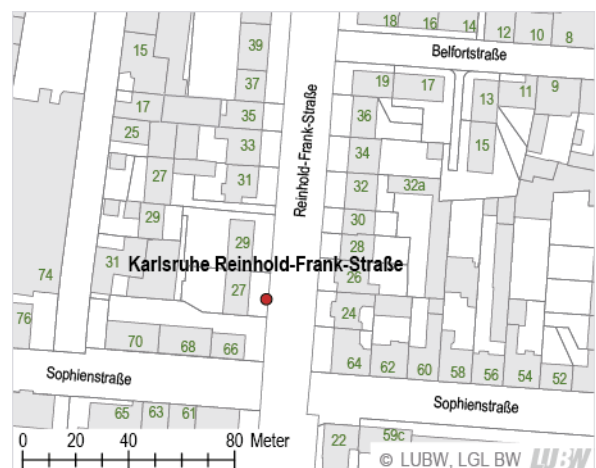 18 16 14 12 10 8
15 39 Belfortstraße
37 19 17 13 11 9
17 35 36
25 33 34 15
27 31 32 32a
Reinhold-Frank-Straße
29 30
29 28
31 Karlsruhe Reinhold-Frank-Straße
74 27 26
76 24
70 68 66 64 62 60 58 56 54 52
Sophienstraße Sophienstraße
65 63 61
22 59c
0 20 40 80 Meter
© LUBW, LGL BW LUBW